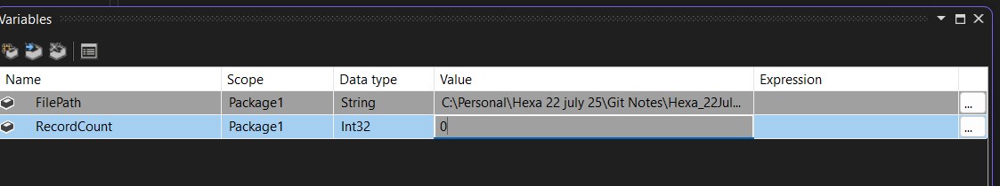 Variables
Name Scope Data type Value Expression
FilePath Package1 String C:\Personal\Hexa 22 july 25\Git Notes\Hexa_22Jul... ...
RecordCount Package1 Int32 0 ...